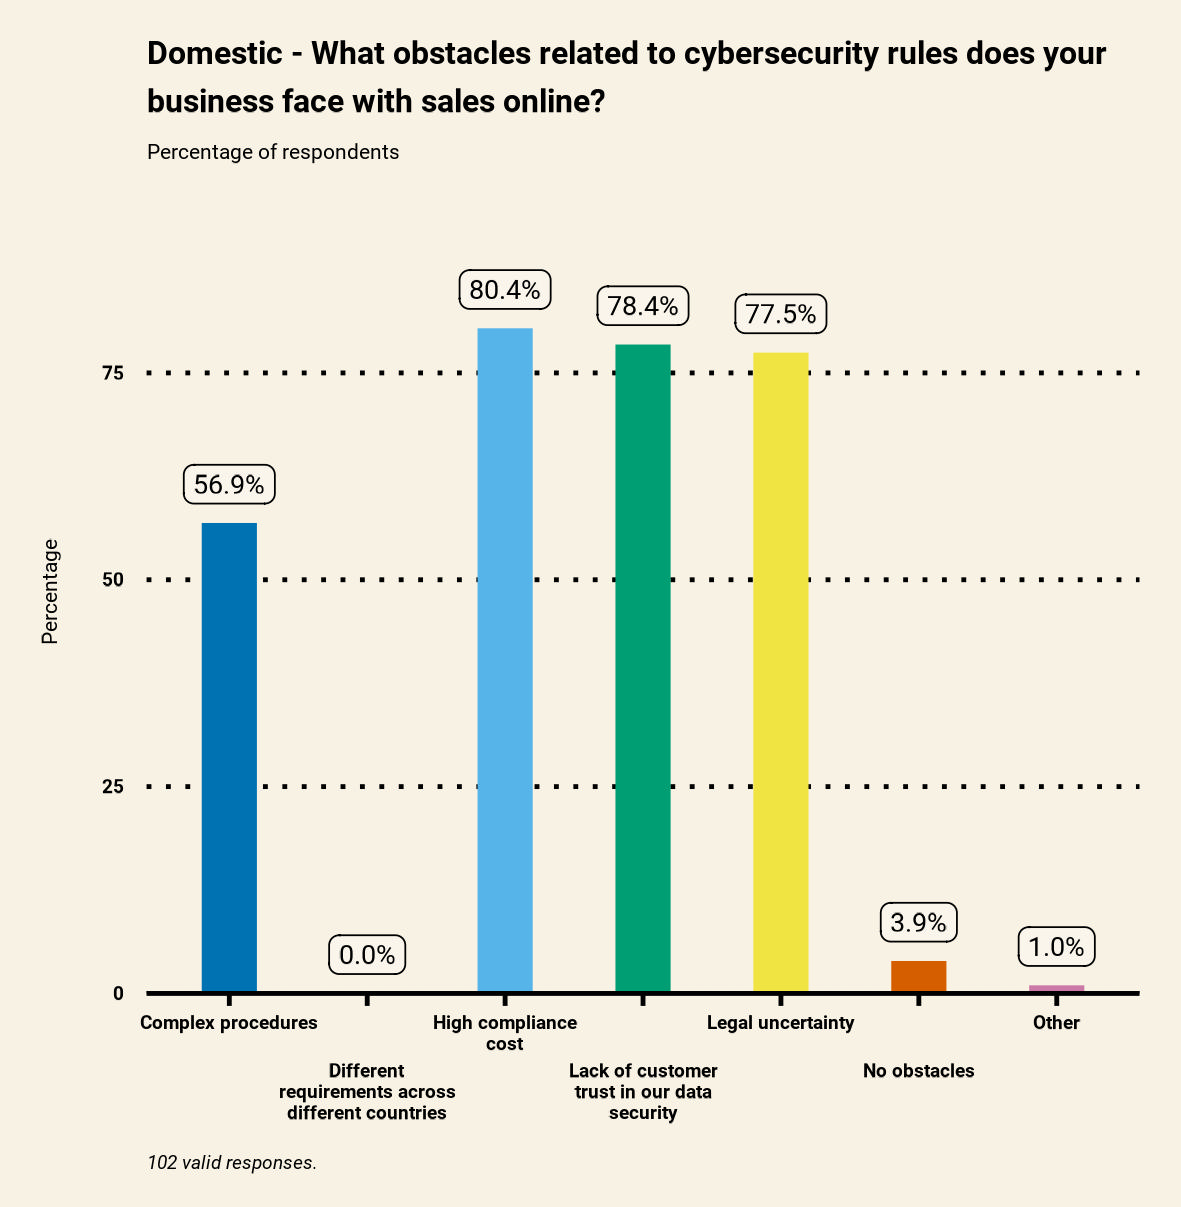 Domestic - What obstacles related to cybersecurity rules does your
business face with sales online?
Percentage of respondents
80.4%
78.4%
77.5%
75
56.9%
Percentage
50
25
3.9%
1.0%
0.0%
0
Complex procedures
Different
requirements across
different countries
High compliance
cost
Lack of customer
trust in our data
security
Legal uncertainty
No obstacles
Other
102 valid responses.